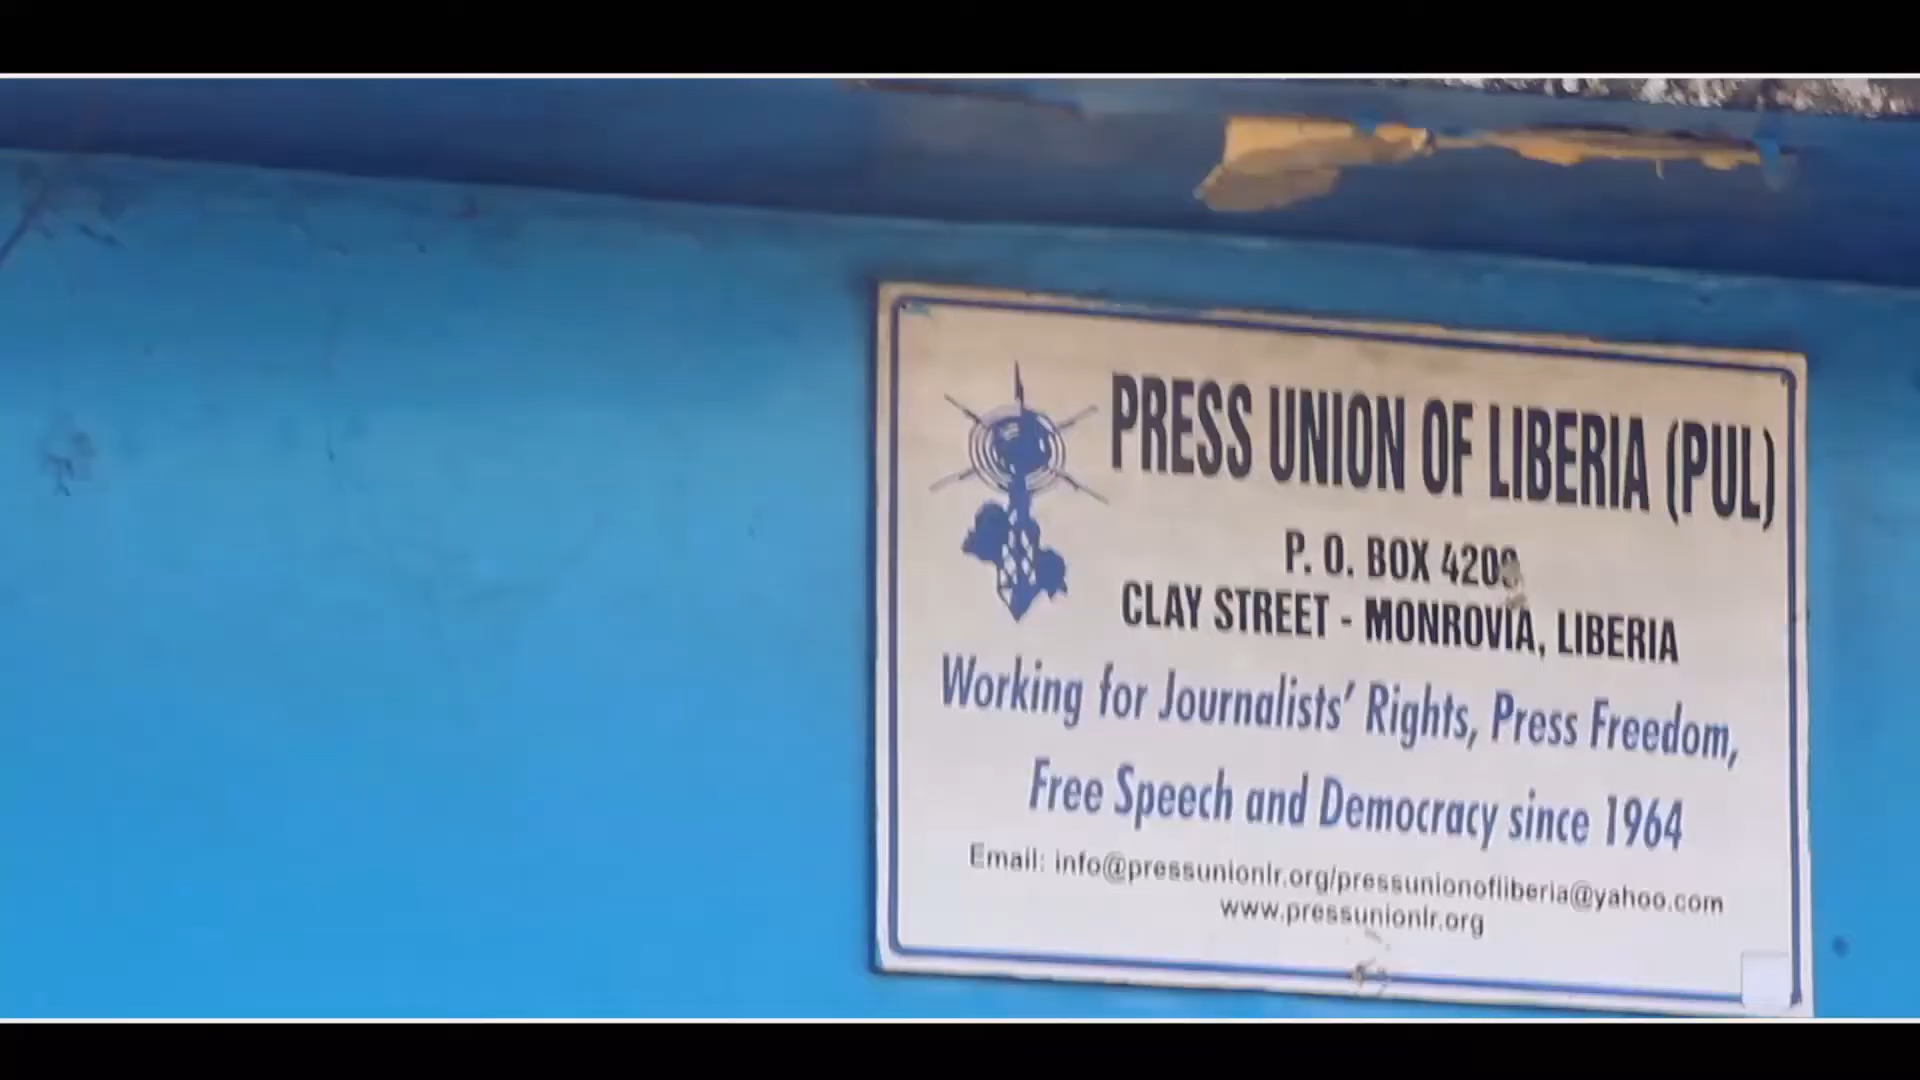 PRESS UNION OF LIBERIA (PUL)
P. O. BOX 4209
CLAY STREET - MONROVIA, LIBERIA
Working for Journalists' Rights, Press Freedom,
Free Speech and Democracy since 1964
Email: info@pressunionlr.org/pressunionofliberia@yahoo.com
www.pressunionlr.org